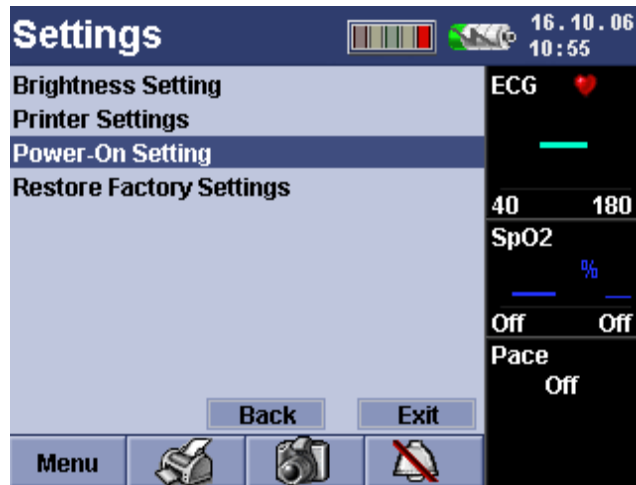 Settings
16.10.06
10:55
Brightness Setting
Printer Settings
Power-On Setting
Restore Factory Settings
Back Exit
Menu
ECG
40 180
SpO2
%
Off Off
Pace
Off